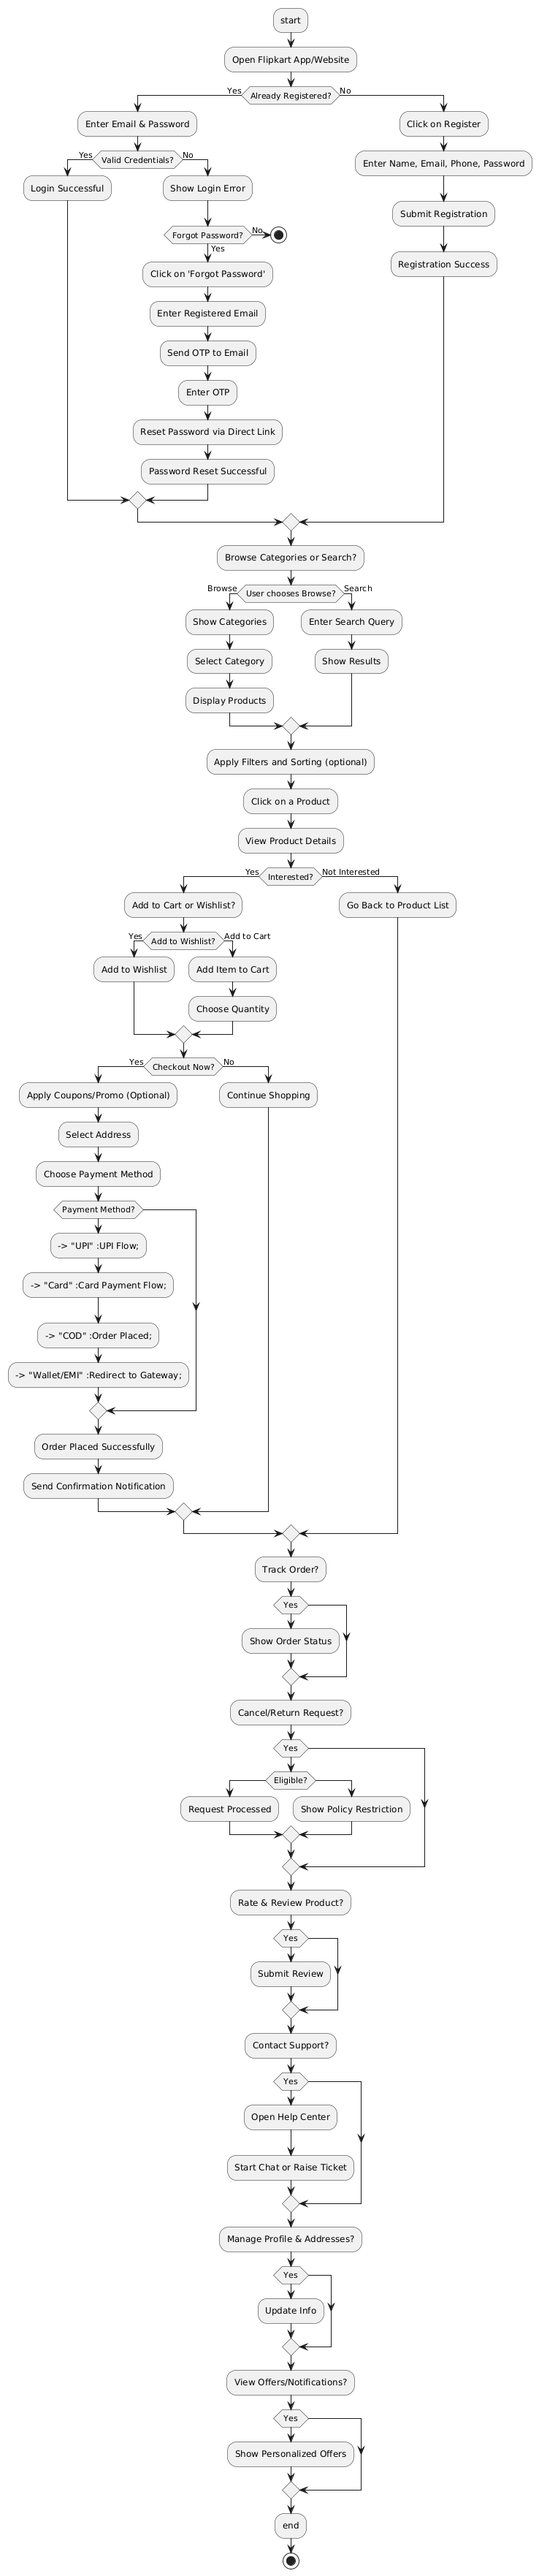 start
Open Flipkart App/Website
Already Registered?
Yes
No
Enter Email & Password
Valid Credentials?
Yes
No
Login Successful
Show Login Error
Forgot Password?
No
Yes
Click on 'Forgot Password'
Enter Registered Email
Send OTP to Email
Enter OTP
Reset Password via Direct Link
Password Reset Successful
Click on Register
Enter Name, Email, Phone, Password
Submit Registration
Registration Success
Browse Categories or Search?
User chooses Browse?
Browse
Search
Show Categories
Select Category
Display Products
Enter Search Query
Show Results
Apply Filters and Sorting (optional)
Click on a Product
View Product Details
Interested?
Yes
Not Interested
Add to Cart or Wishlist?
Add to Wishlist?
Yes
Add to Cart
Add to Wishlist
Add Item to Cart
Choose Quantity
Go Back to Product List
Checkout Now?
Yes
No
Apply Coupons/Promo (Optional)
Select Address
Choose Payment Method
Payment Method?
-> "UPI" :UPI Flow;
-> "Card" :Card Payment Flow;
-> "COD" :Order Placed;
-> "Wallet/EMI" :Redirect to Gateway;
Order Placed Successfully
Send Confirmation Notification
Continue Shopping
Track Order?
Yes
Show Order Status
Cancel/Return Request?
Yes
Eligible?
Request Processed
Show Policy Restriction
Rate & Review Product?
Yes
Submit Review
Contact Support?
Yes
Open Help Center
Start Chat or Raise Ticket
Manage Profile & Addresses?
Yes
Update Info
View Offers/Notifications?
Yes
Show Personalized Offers
end